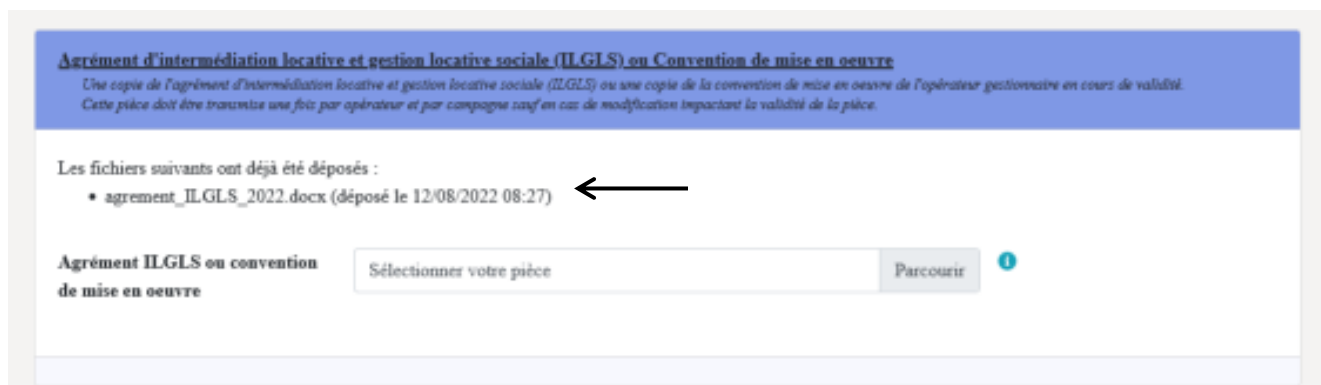 Agrément d'intermédiation locative et gestion locative sociale (ILGLS) ou Convention de mise en oeuvre
Une copie de l'agrément d'intermédiation locative et gestion locative sociale (ILGLS) ou une copie de la convention de mise en oeuvre de l'opérateur gestionnaire en cours de validité.
Cette pièce doit être transmise une fois par opérateur et par campagne sauf en cas de modification impactant la validité de la pièce.
Les fichiers suivants ont déjà été déposés :
• agrement_ILGLS_2022.docx (déposé le 12/08/2022 08:27)
Agrément ILGLS ou convention
de mise en oeuvre
Sélectionner votre pièce
Parcourir